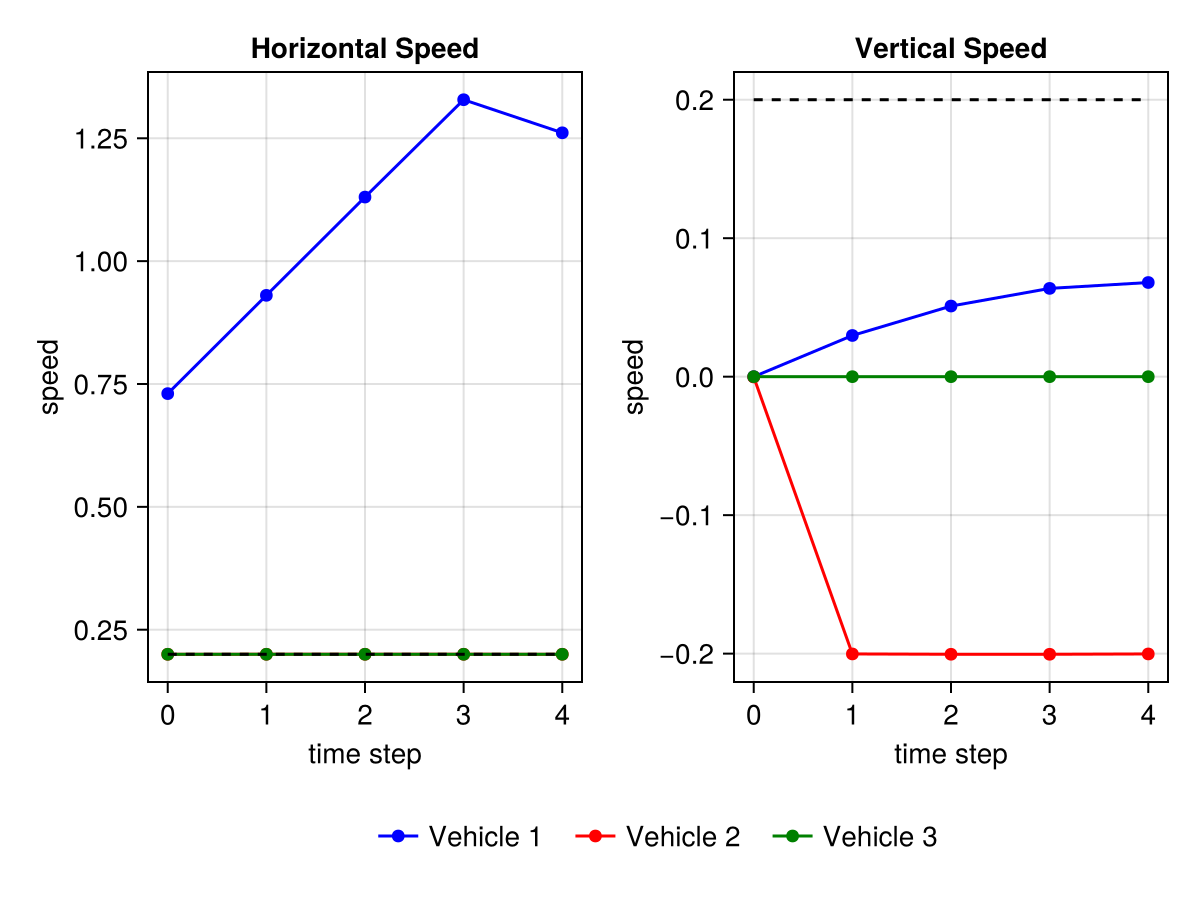 Horizontal Speed
1.25
1.00
0.75
0.50
0.25
speed
0 1 2 3 4
time step
Vertical Speed
0.2
0.1
0.0
−0.1
−0.2
speed
0 1 2 3 4
time step
Vehicle 1 Vehicle 2 Vehicle 3